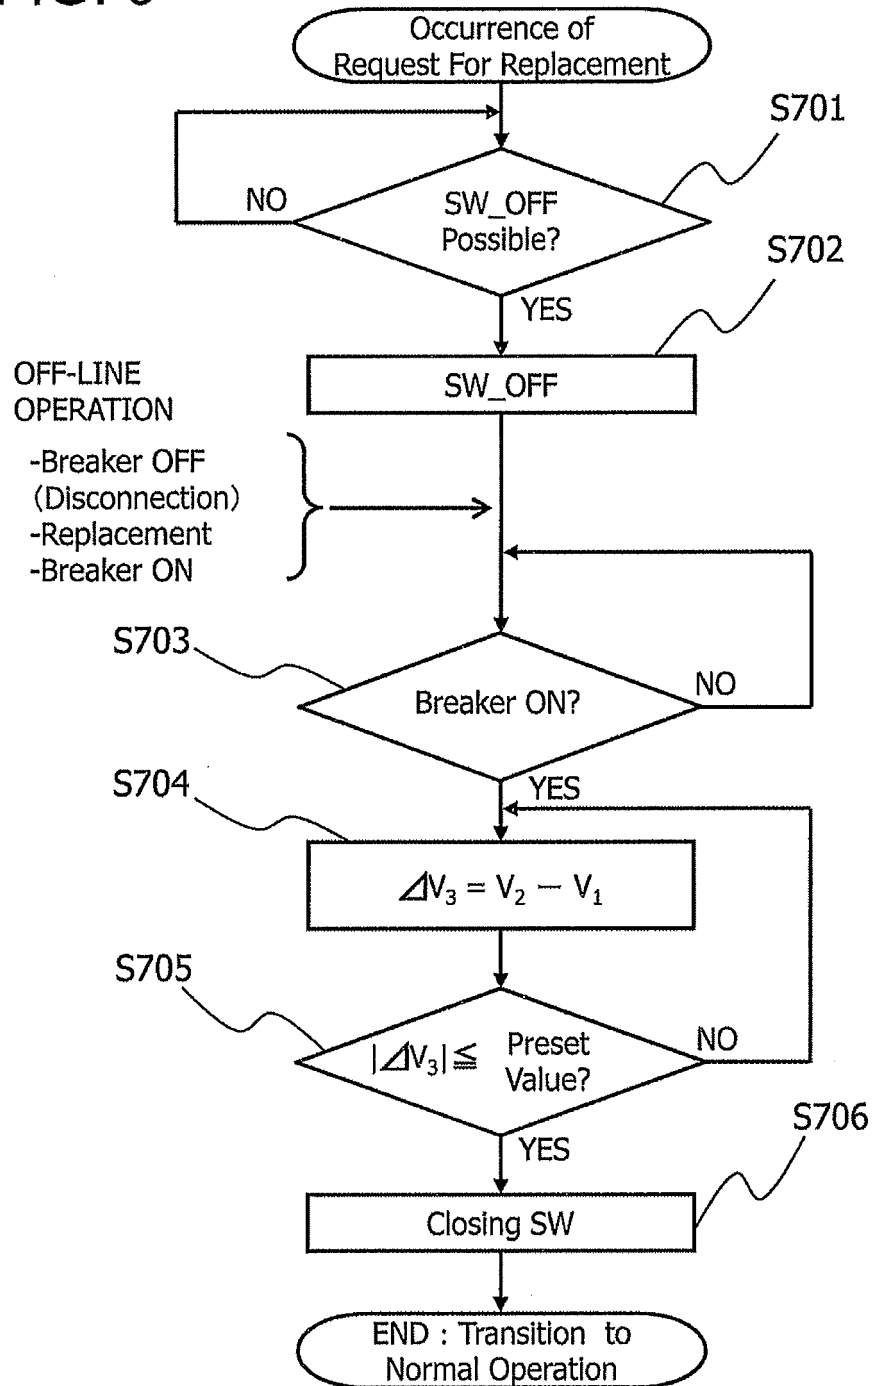 Occurrence of
Request For Replacement
S701
NO
SW_OFF
Possible?
S702
YES
OFF-LINE
OPERATION
SW_OFF
-Breaker OFF
(Disconnection)
-Replacement
-Breaker ON
S703
Breaker ON?
NO
S704
YES
⊿V₃ = V₂ − V₁
S705
|⊿V₃| ≦ Preset
Value?
NO
S706
YES
Closing SW
END : Transition to
Normal Operation